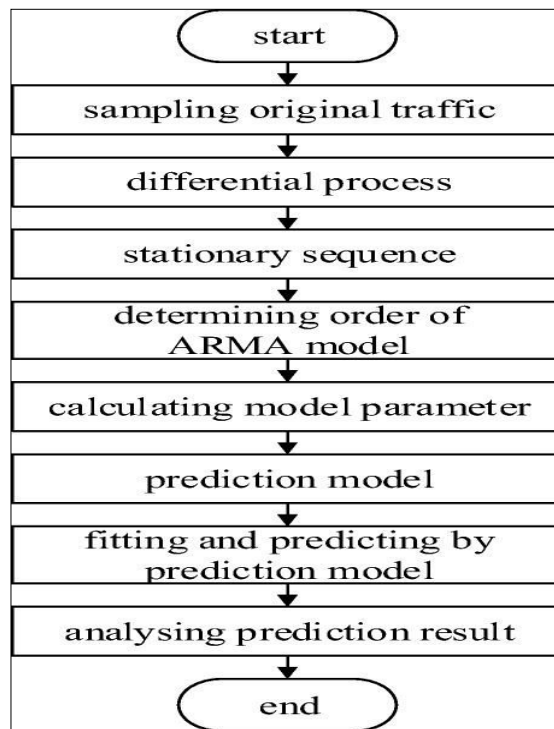 start
sampling original traffic
differential process
stationary sequence
determining order of
ARMA model
calculating model parameter
prediction model
fitting and predicting by
prediction model
analysing prediction result
end